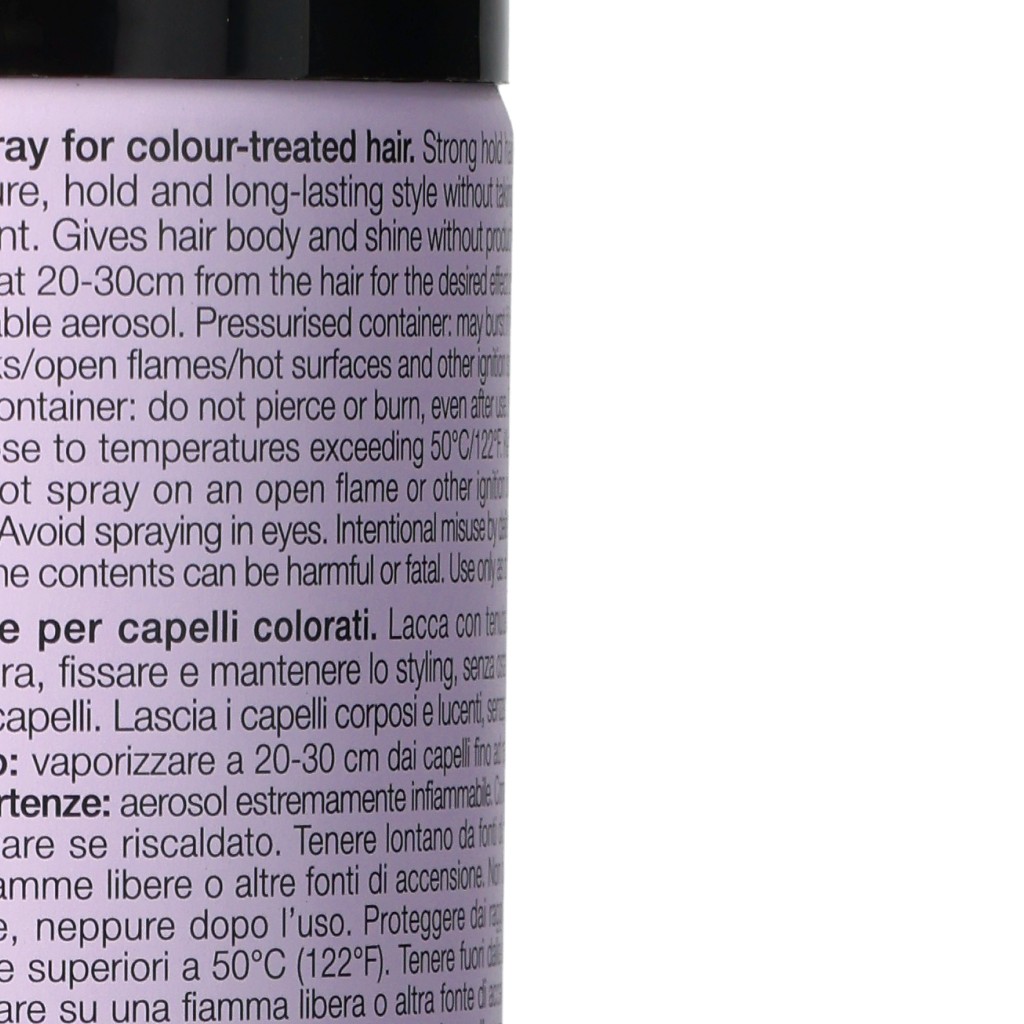 ray for colour-treated hair. Strong hold
ure, hold and long-lasting style without
nt. Gives hair body and shine without
at 20-30cm from the hair for the desired
able aerosol. Pressurised container: may burst
ks/open flames/hot surfaces and other ignition
ontainer: do not pierce or burn, even after use.
se to temperatures exceeding 50°C/122°F.
ot spray on an open flame or other ignition
Avoid spraying in eyes. Intentional misuse by
he contents can be harmful or fatal. Use only
e per capelli colorati. Lacca con
ra, fissare e mantenere lo styling, senza
capelli. Lascia i capelli corposi e lucenti,
o: vaporizzare a 20-30 cm dai capelli fino
rtenze: aerosol estremamente infiammabile.
are se riscaldato. Tenere lontano da fonti
amme libere o altre fonti di accensione. Non
e, neppure dopo l'uso. Proteggere dai
e superiori a 50°C (122°F). Tenere fuori
are su una fiamma libera o altra fonte di